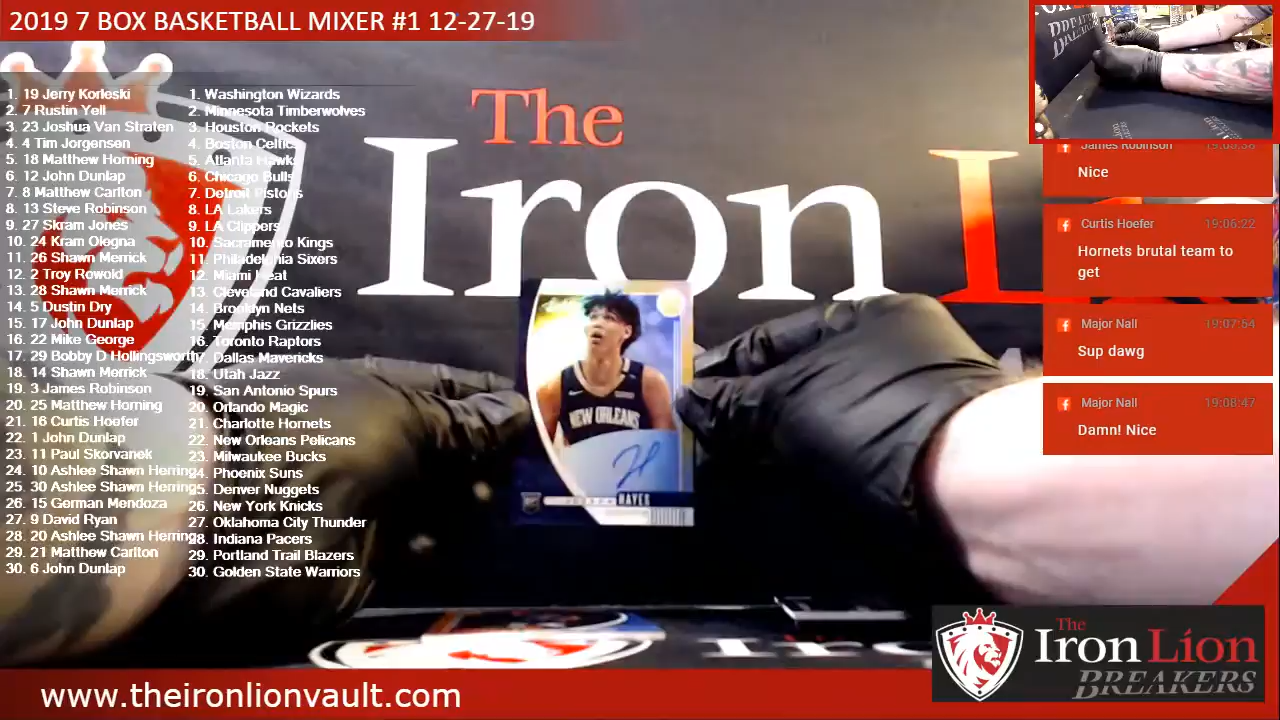 2019 7 BOX BASKETBALL MIXER #1 12-27-19
1. 19 Jerry Korleski
2. 7 Rustin Yell
3. 23 Joshua Van Straten
4. 4 Tim Jorgensen
5. 18 Matthew Horning
6. 12 John Dunlap
7. 8 Matthew Carlton
8. 13 Steve Robinson
9. 27 Skram Jones
10. 24 Kram Olegna
11. 26 Shawn Merrick
12. 2 Troy Rowold
13. 28 Shawn Merrick
14. 5 Dustin Dry
15. 17 John Dunlap
16. 22 Mike George
17. 29 Bobby D Hollingsworth
18. 14 Shawn Merrick
19. 3 James Robinson
20. 25 Matthew Horning
21. 16 Curtis Hoefer
22. 1 John Dunlap
23. 11 Paul Skorvanek
24. 10 Ashlee Shawn Herring
25. 30 Ashlee Shawn Herring
26. 15 German Mendoza
27. 9 David Ryan
28. 20 Ashlee Shawn Herring
29. 21 Matthew Carlton
30. 6 John Dunlap
1. Washington Wizards
2. Minnesota Timberwolves
3. Houston Rockets
4. Boston Celtics
5. Atlanta Hawks
6. Chicago Bulls
7. Detroit Pistons
8. LA Lakers
9. LA Clippers
10. Sacramento Kings
11. Philadelphia Sixers
12. Miami Heat
13. Cleveland Cavaliers
14. Brooklyn Nets
15. Memphis Grizzlies
16. Toronto Raptors
17. Dallas Mavericks
18. Utah Jazz
19. San Antonio Spurs
20. Orlando Magic
21. Charlotte Hornets
22. New Orleans Pelicans
23. Milwaukee Bucks
24. Phoenix Suns
25. Denver Nuggets
26. New York Knicks
27. Oklahoma City Thunder
28. Indiana Pacers
29. Portland Trail Blazers
30. Golden State Warriors
The
Iron L
NEW ORLEANS
HAYES
BREAKE
James Robinson 19:05:38
Nice
Curtis Hoefer 19:06:22
Hornets brutal team to
get
Major Nall 19:07:54
Sup dawg
Major Nall 19:08:47
Damn! Nice
The
Iron Lion
BREAKERS
www.theironlionvault.com